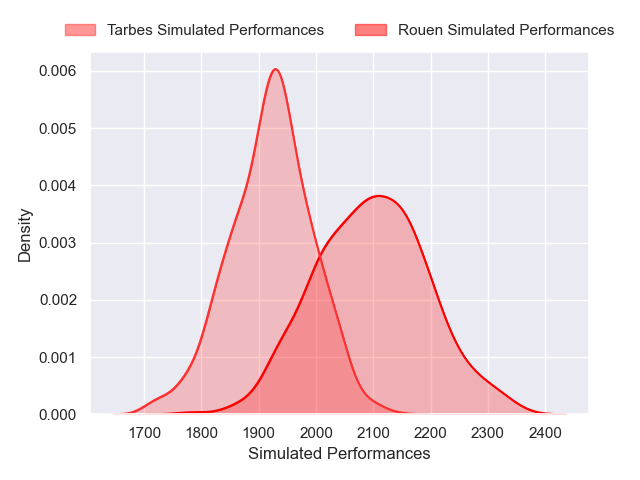 Tarbes Simulated Performances Rouen Simulated Performances
0.006
0.005
0.004
0.003
0.002
0.001
0.000
Density
1700 1800 1900 2000 2100 2200 2300 2400
Simulated Performances